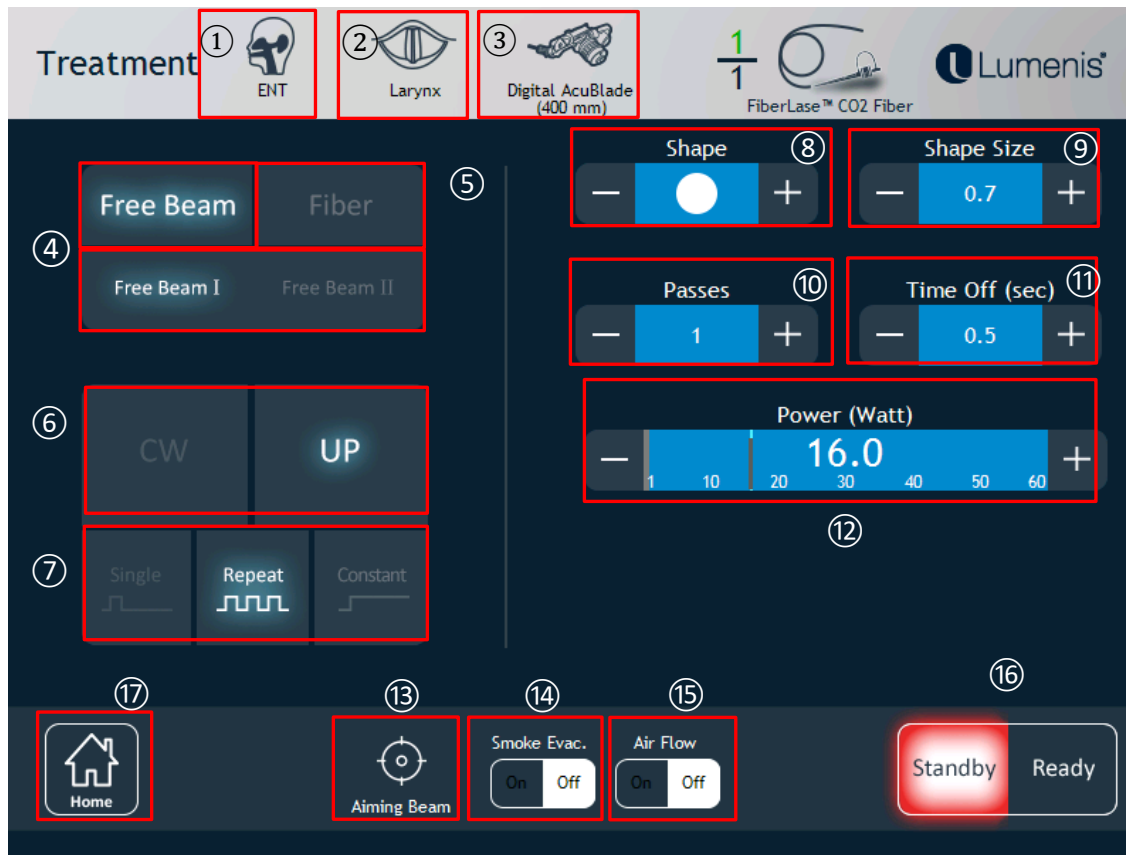 Treatment
①
ENT
②
Larynx
③
Digital AcuBlade
(400 mm)
1
1
FiberLase™ CO2 Fiber
Lumenis®
④
Free Beam
Fiber
⑤
Free Beam I
Free Beam II
⑥
CW
UP
⑦
Single
Repeat
Constant
Shape
⑧
Shape Size
⑨
—
+
—
0.7
+
Passes
⑩
Time Off (sec)
⑪
—
1
+
—
0.5
+
Power (Watt)
—
16.0
+
1 10 20 30 40 50 60
⑫
⑰
Home
⑬
Aiming Beam
⑭
Smoke Evac.
On Off
⑮
Air Flow
On Off
⑯
Standby
Ready